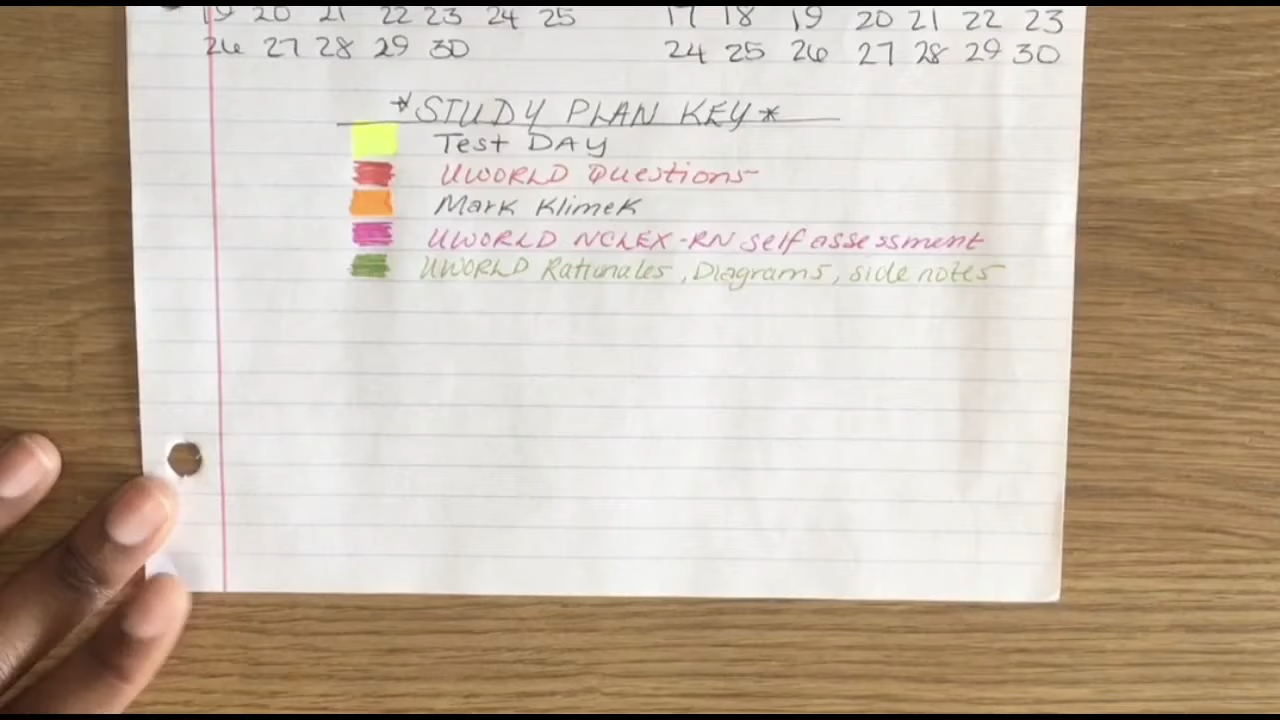 19 20 21 22 23 24 25 17 18 19 20 21 22 23
26 27 28 29 30 24 25 26 27 28 29 30
*STUDY PLAN KEY*
Test DAy
UWORLD Questions
Mark Klimek
UWORLD NCLEX-RN self assessment
UWORLD Rationales, Diagrams, side notes